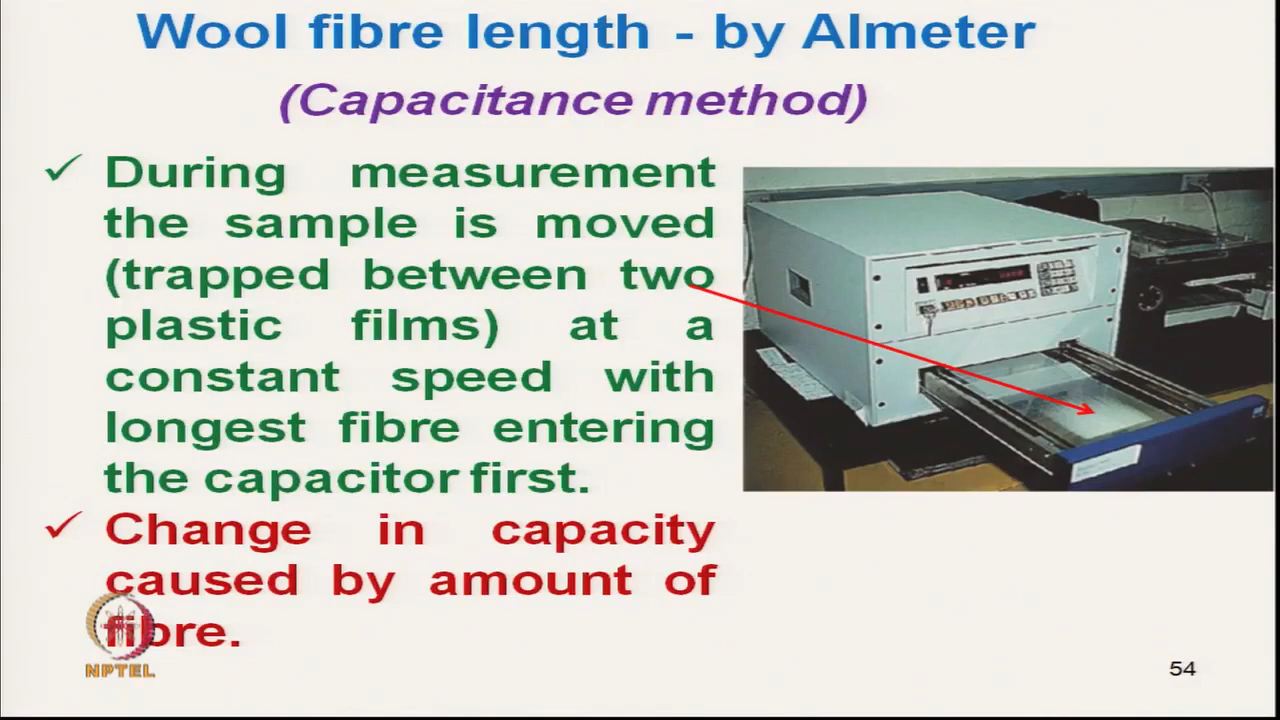 Wool fibre length - by Almeter
(Capacitance method)
✓ During measurement
the sample is moved
(trapped between two
plastic films) at a
constant speed with
longest fibre entering
the capacitor first.
✓ Change in capacity
caused by amount of
fibre.
NPTEL
54